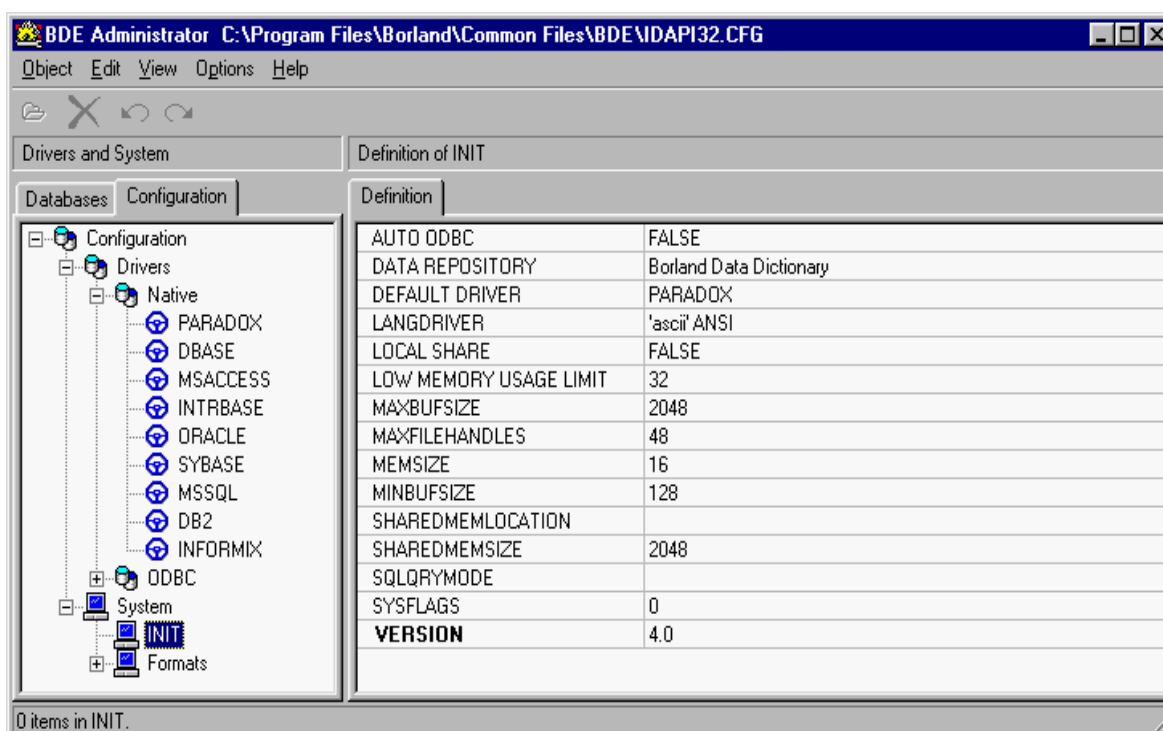 BDE Administrator C:\Program Files\Borland\Common Files\BDE\IDAPI32.CFG
Object Edit View Options Help
Drivers and System
Definition of INIT
Databases Configuration
Definition
Configuration
Drivers
Native
PARADOX
DBASE
MSACCESS
INTRBASE
ORACLE
SYBASE
MSSQL
DB2
INFORMIX
ODBC
System
INIT
Formats
AUTO ODBC FALSE
DATA REPOSITORY Borland Data Dictionary
DEFAULT DRIVER PARADOX
LANGDRIVER 'ascii' ANSI
LOCAL SHARE FALSE
LOW MEMORY USAGE LIMIT 32
MAXBUFSIZE 2048
MAXFILEHANDLES 48
MEMSIZE 16
MINBUFSIZE 128
SHAREDMEMLOCATION
SHAREDMEMSIZE 2048
SQLQRYMODE
SYSFLAGS 0
VERSION 4.0
0 items in INIT.